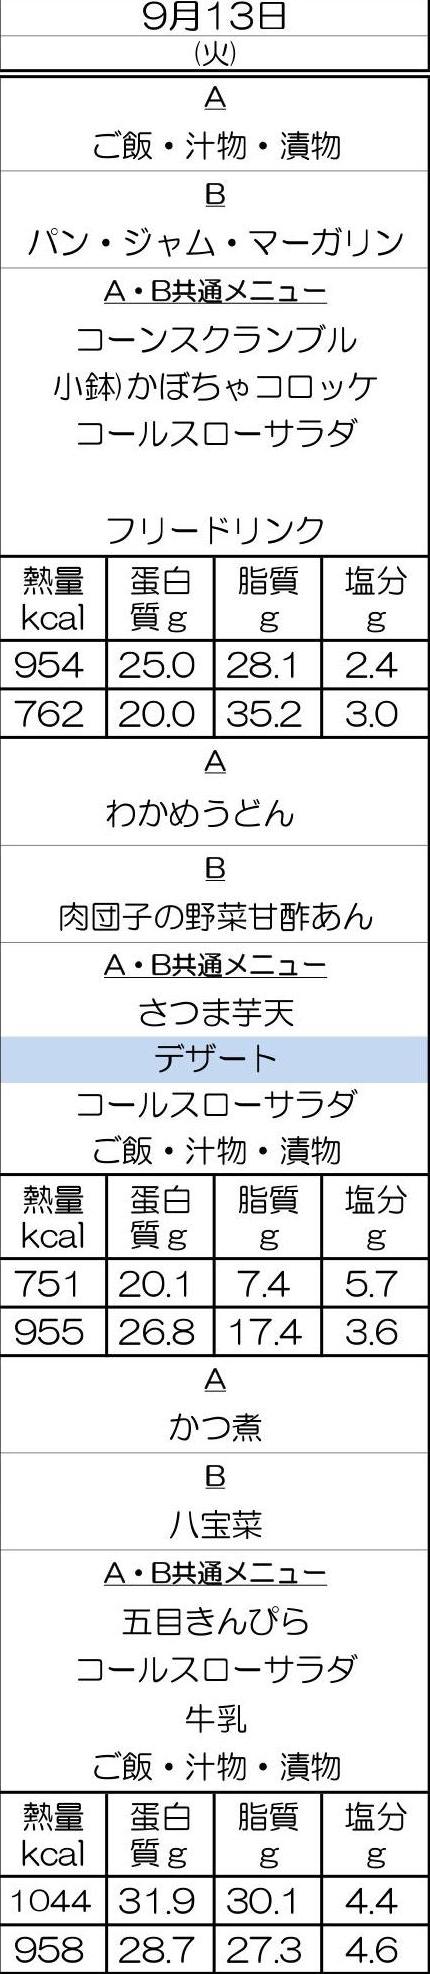 9月13日
(火)
A
ご飯・汁物・漬物
B
パン・ジャム・マーガリン
A・B共通メニュー
コーンスクランブル
小鉢)かぼちゃコロッケ
コールスローサラダ
フリードリンク
熱量 蛋白 脂質 塩分
kcal 質g g g
954 25.0 28.1 2.4
762 20.0 35.2 3.0
A
わかめうどん
B
肉団子の野菜甘酢あん
A・B共通メニュー
さつま芋天
デザート
コールスローサラダ
ご飯・汁物・漬物
熱量 蛋白 脂質 塩分
kcal 質g g g
751 20.1 7.4 5.7
955 26.8 17.4 3.6
A
かつ煮
B
八宝菜
A・B共通メニュー
五目きんぴら
コールスローサラダ
牛乳
ご飯・汁物・漬物
熱量 蛋白 脂質 塩分
kcal 質g g g
1044 31.9 30.1 4.4
958 28.7 27.3 4.6